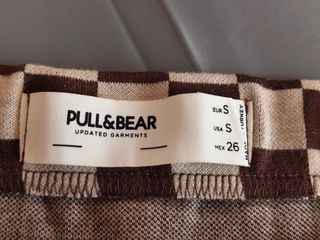 PULL&BEAR
UPDATED GARMENTS
EUR S
USA S
MEX 26
MADE IN TURKEY